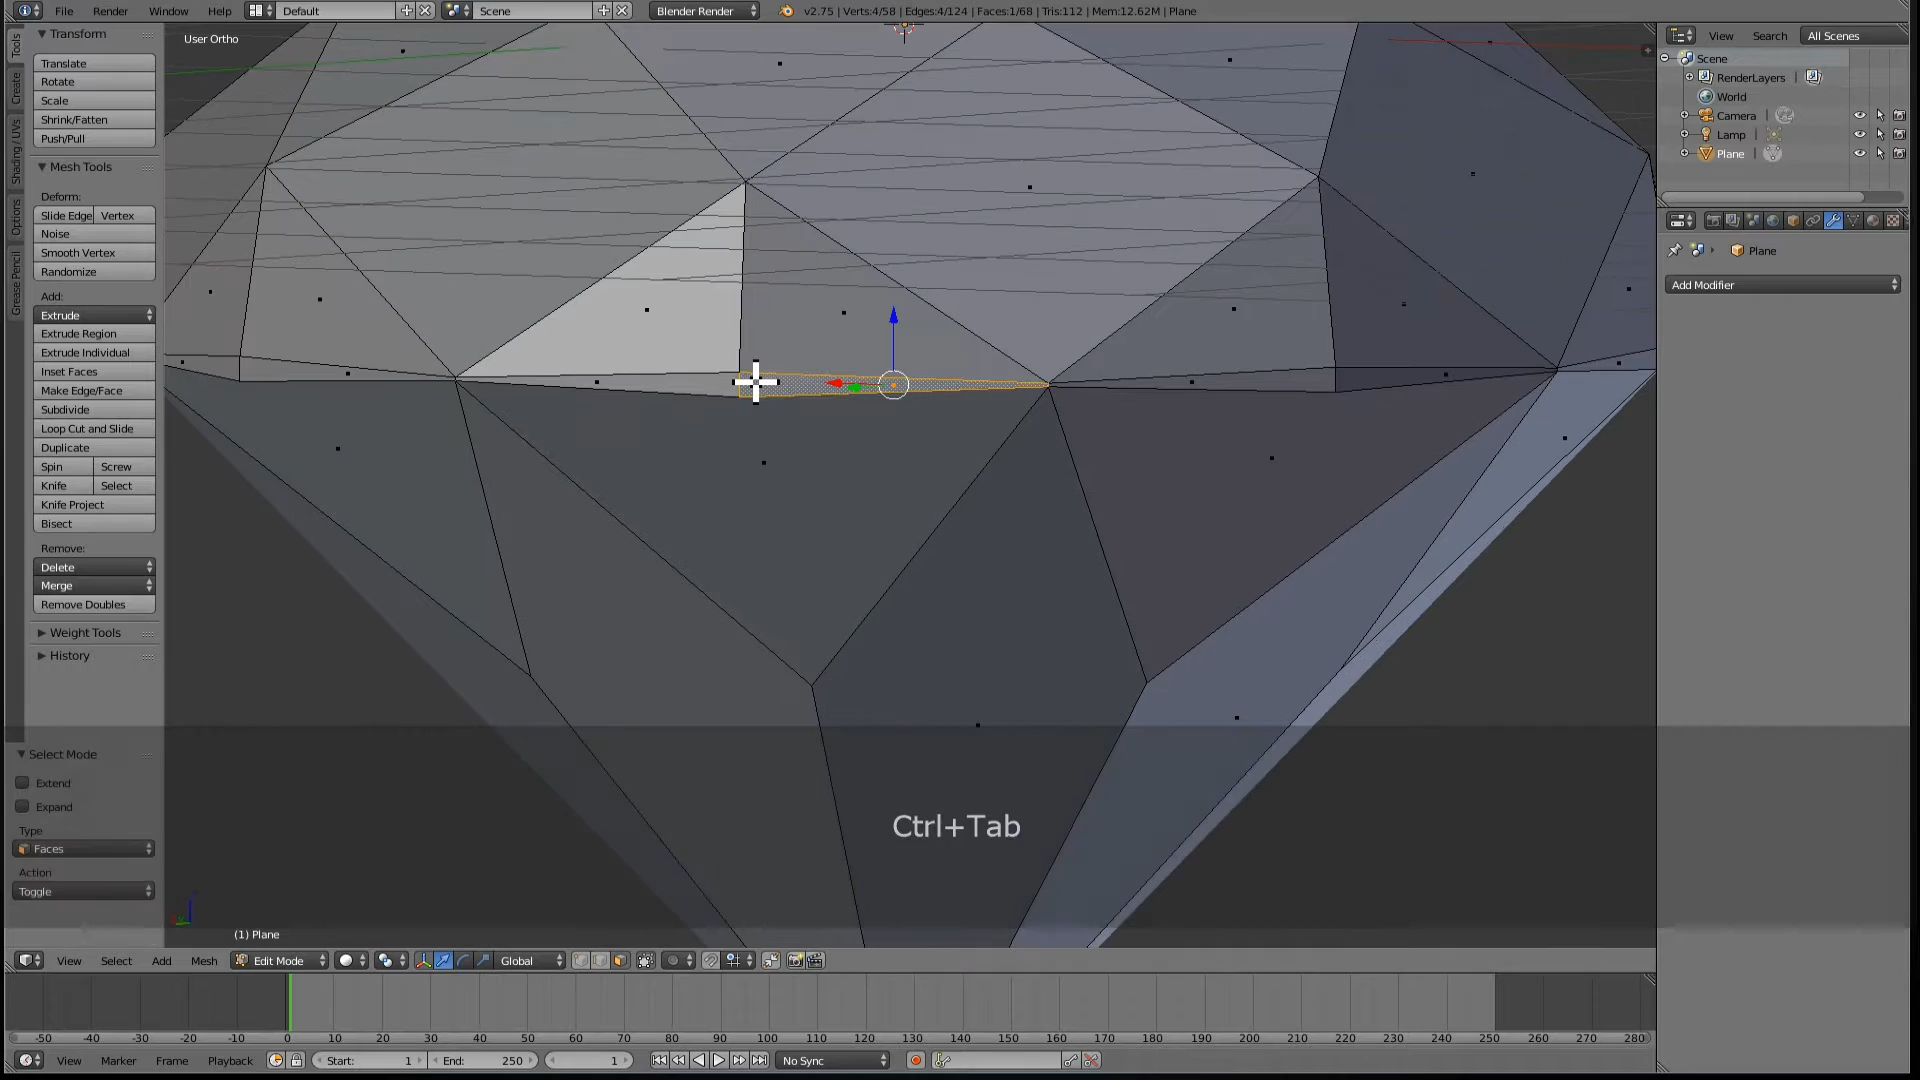 File Render Window Help Default Scene Blender Render v2.75 | Verts:4/58 | Edges:4/124 | Faces:1/68 | Tris:112 | Mem:12.62M | Plane
Tools
Create
Shading / UVs
Options
Grease Pencil
Transform
Translate
Rotate
Scale
Shrink/Fatten
Push/Pull
Mesh Tools
Deform:
Slide Edge Vertex
Noise
Smooth Vertex
Randomize
Add:
Extrude
Extrude Region
Extrude Individual
Inset Faces
Make Edge/Face
Subdivide
Loop Cut and Slide
Duplicate
Spin Screw
Knife Select
Knife Project
Bisect
Remove:
Delete
Merge
Remove Doubles
Weight Tools
History
Select Mode
Extend
Expand
Type
Faces
Action
Toggle
User Ortho
Ctrl+Tab
(1) Plane
View Search All Scenes
Scene
RenderLayers
World
Camera
Lamp
Plane
Plane
Add Modifier
View Select Add Mesh Edit Mode Global
-50 -40 -30 -20 -10 0 10 20 30 40 50 60 70 80 90 100 110 120 130 140 150 160 170 180 190 200 210 220 230 240 250 260 270 280
View Marker Frame Playback Start: 1 End: 250 1 No Sync